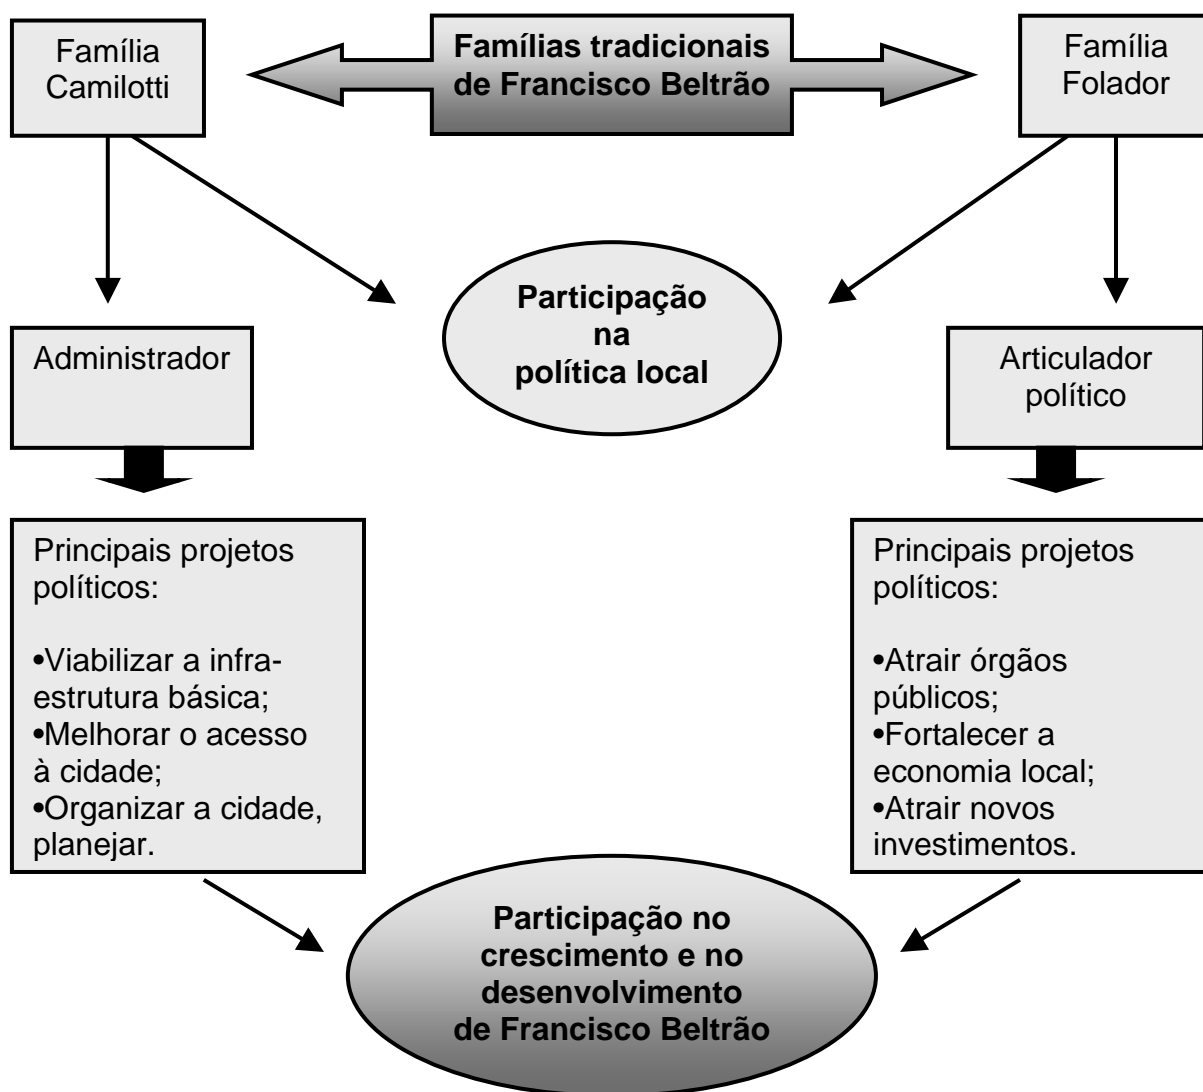 Família
Camilotti
Famílias tradicionais
de Francisco Beltrão
Família
Folador
Participação
na
política local
Administrador
Articulador
político
Principais projetos
políticos:
•Viabilizar a infra-
estrutura básica;
•Melhorar o acesso
à cidade;
•Organizar a cidade,
planejar.
Principais projetos
políticos:
•Atrair órgãos
públicos;
•Fortalecer a
economia local;
•Atrair novos
investimentos.
Participação no
crescimento e no
desenvolvimento
de Francisco Beltrão